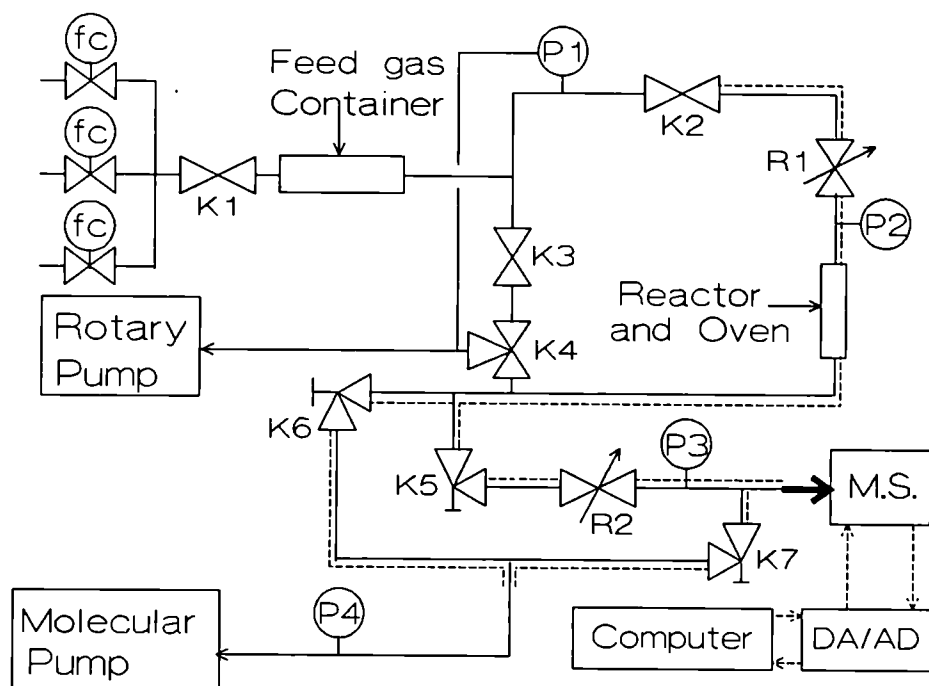 fc
fc
fc
K1
Feed gas
Container
P1
K2
R1
P2
K3
Reactor
and Oven
Rotary
Pump
K4
K6
K5
P3
R2
M.S.
K7
P4
Molecular
Pump
Computer
DA/AD